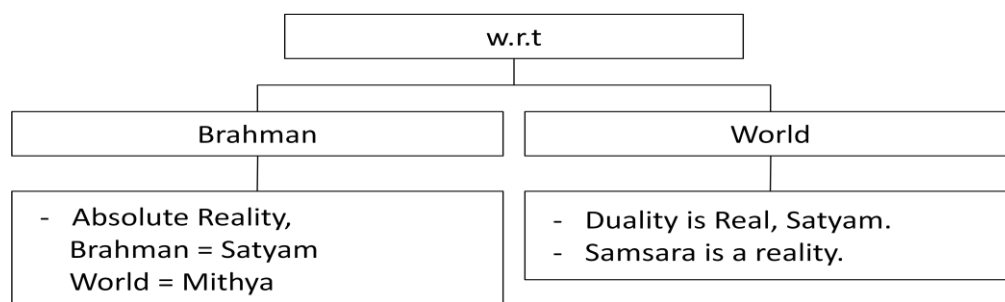 w.r.t
Brahman
World
- Absolute Reality,
Brahman = Satyam
World = Mithya
- Duality is Real, Satyam.
- Samsara is a reality.